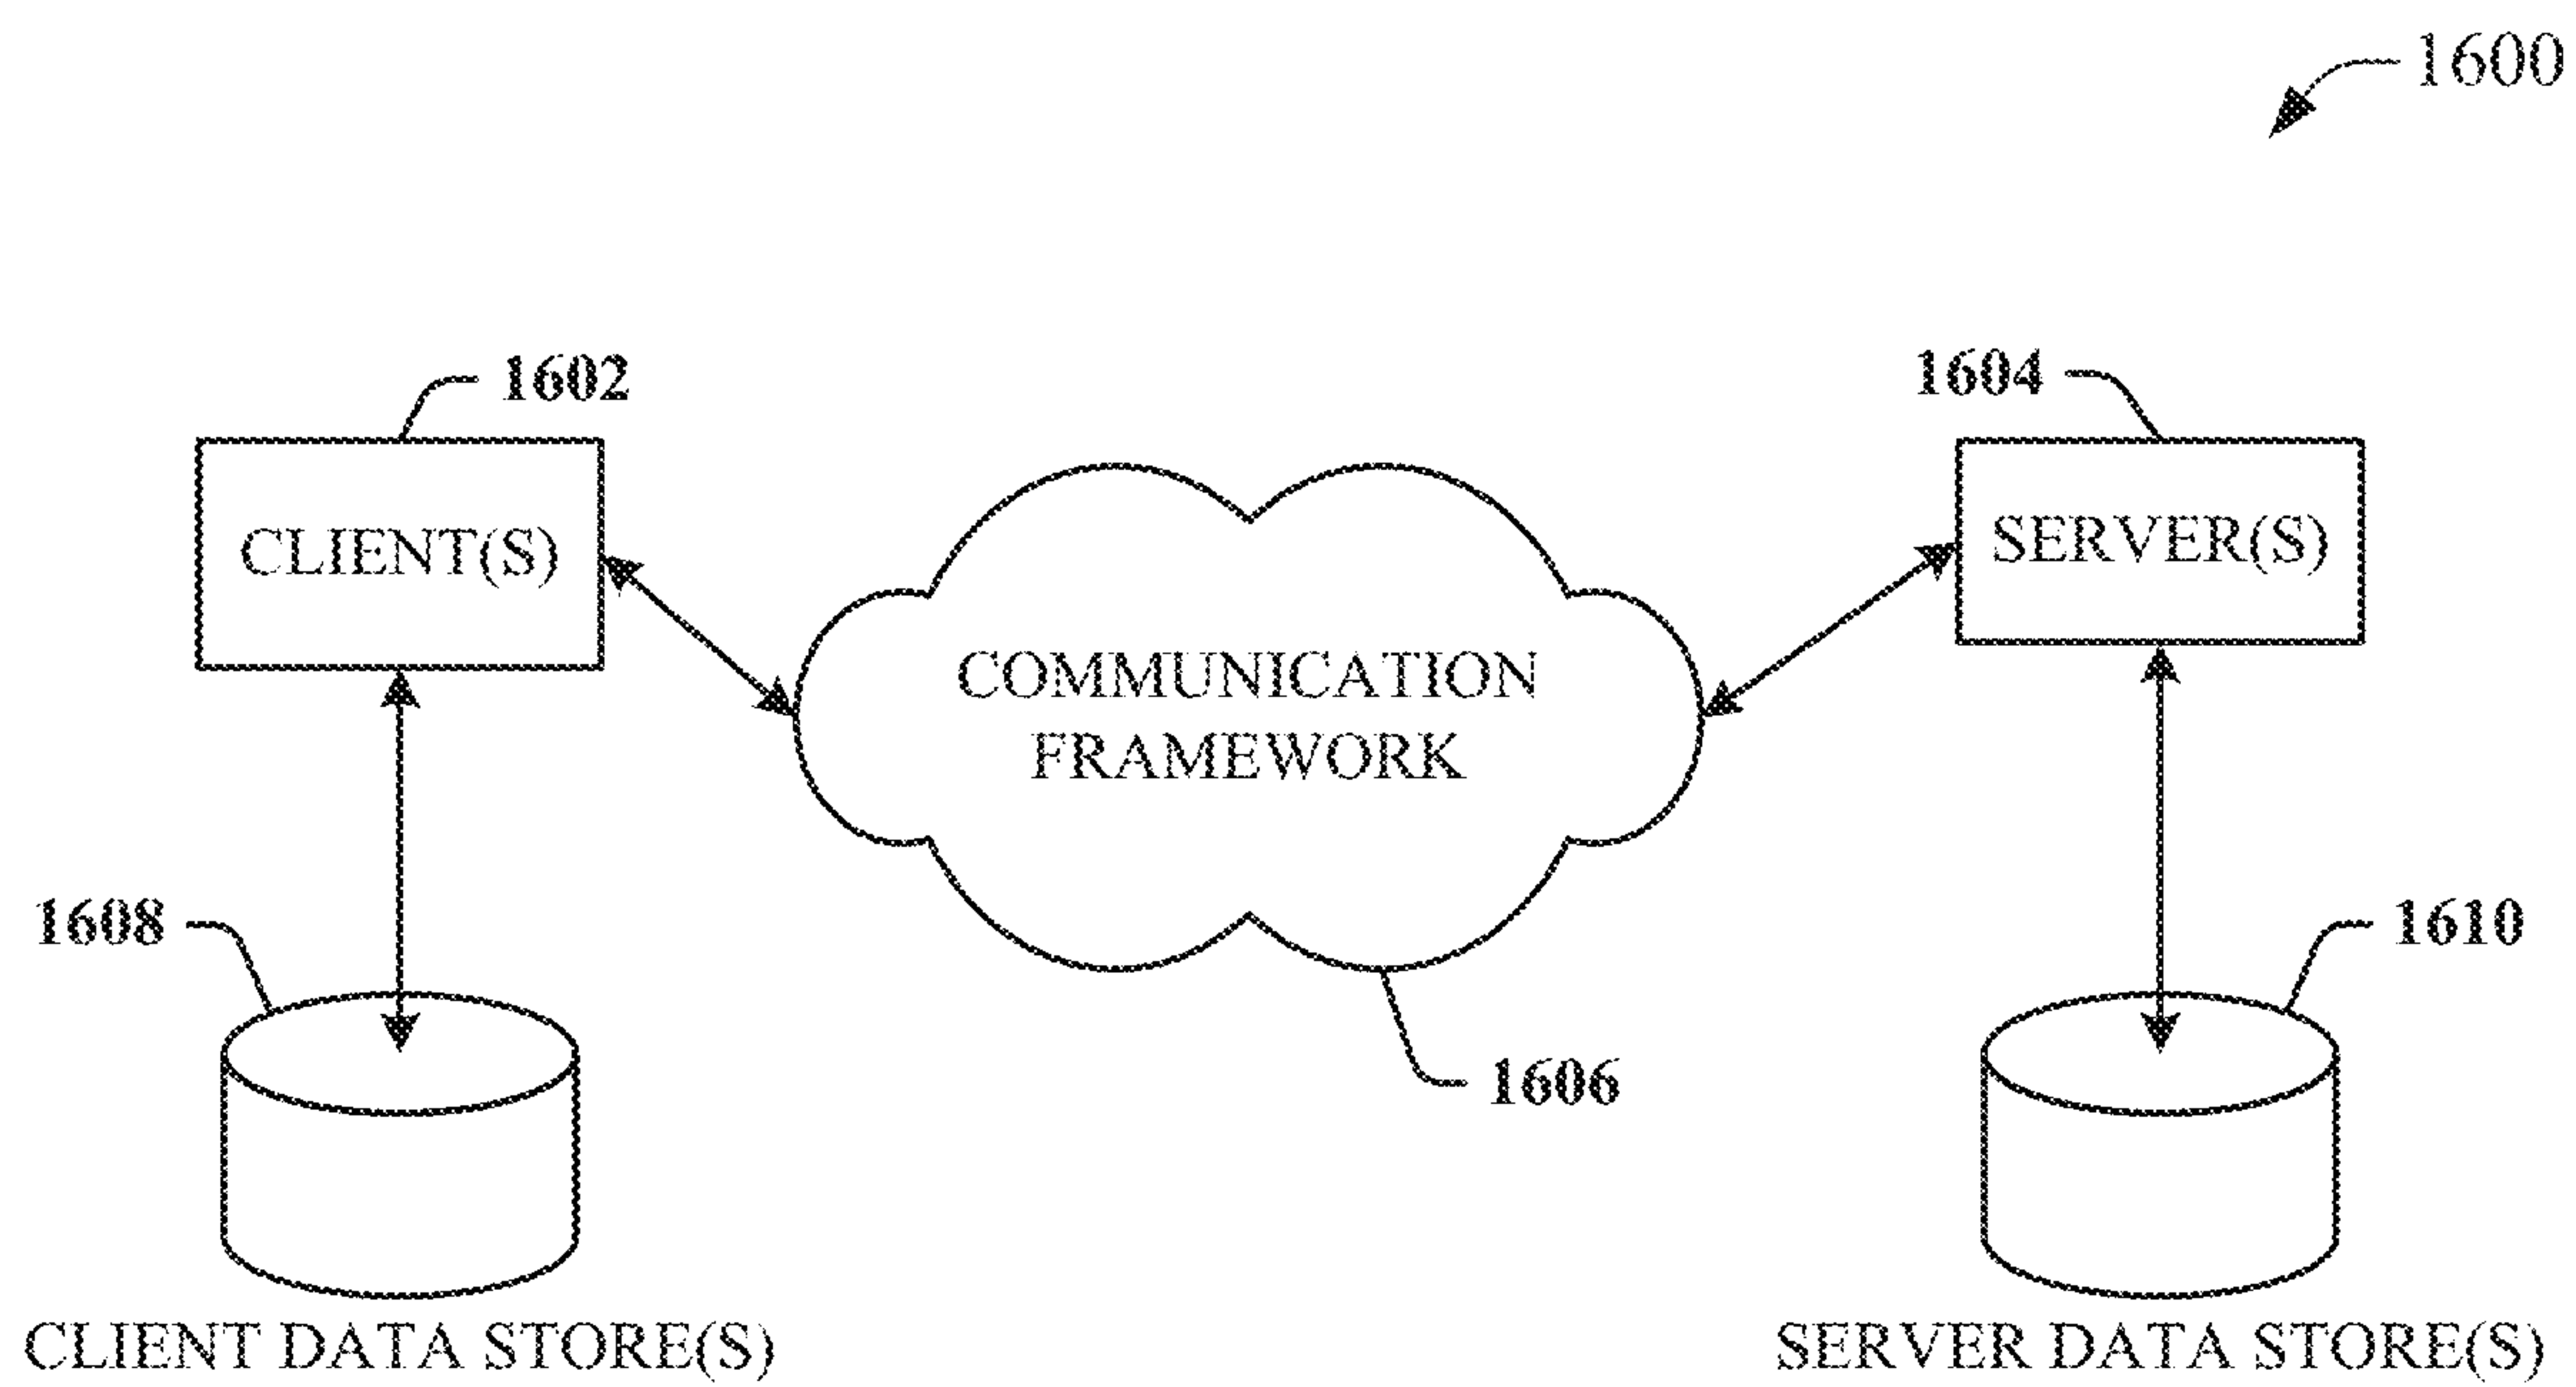 1600
1602
1604
CLIENT(S)
SERVER(S)
COMMUNICATION
FRAMEWORK
1608
1610
1606
CLIENT DATA STORE(S)
SERVER DATA STORE(S)